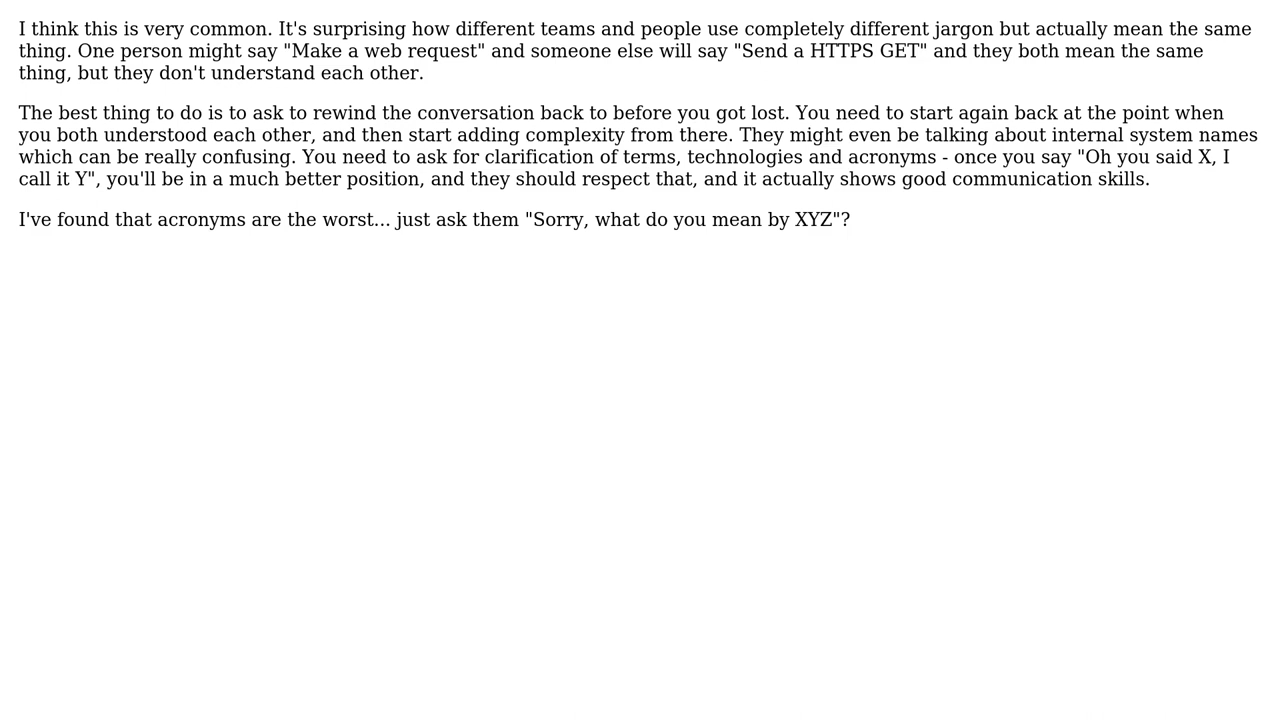 I think this is very common. It's surprising how different teams and people use completely different jargon but actually mean the same
thing. One person might say "Make a web request" and someone else will say "Send a HTTPS GET" and they both mean the same
thing, but they don't understand each other.
The best thing to do is to ask to rewind the conversation back to before you got lost. You need to start again back at the point when
you both understood each other, and then start adding complexity from there. They might even be talking about internal system names
which can be really confusing. You need to ask for clarification of terms, technologies and acronyms - once you say "Oh you said X, I
call it Y", you'll be in a much better position, and they should respect that, and it actually shows good communication skills.
I've found that acronyms are the worst... just ask them "Sorry, what do you mean by XYZ"?